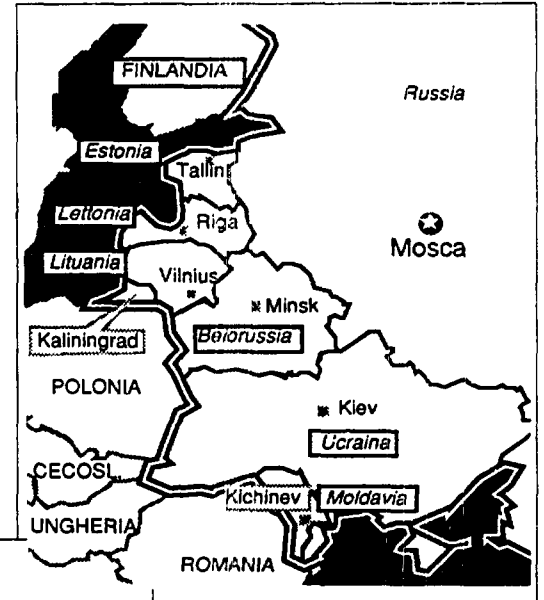 FINLANDIA
Russia
Estonia
Tallin
Lettonia
Riga
Mosca
Lituania
Vilnius
Minsk
Kaliningrad
Belorussia
POLONIA
Kiev
Ucraina
CECOSL.
Kichinev
Moldavia
UNGHERIA
ROMANIA